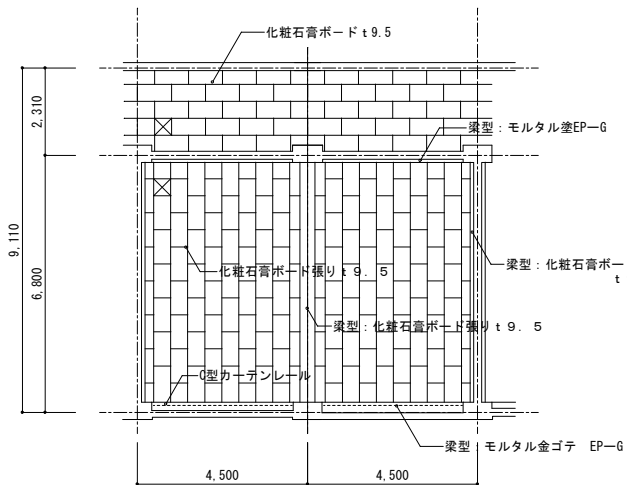 化粧石膏ボードｔ9.5
2,310
梁型：モルタル塗EP―G
9,110
6,800
化粧石膏ボード張りｔ９．５
梁型：化粧石膏ボー
ｔ
梁型：化粧石膏ボード張りｔ９．５
C型カーテンレール
梁型：モルタル金ゴテ　EP―G
4,500
4,500